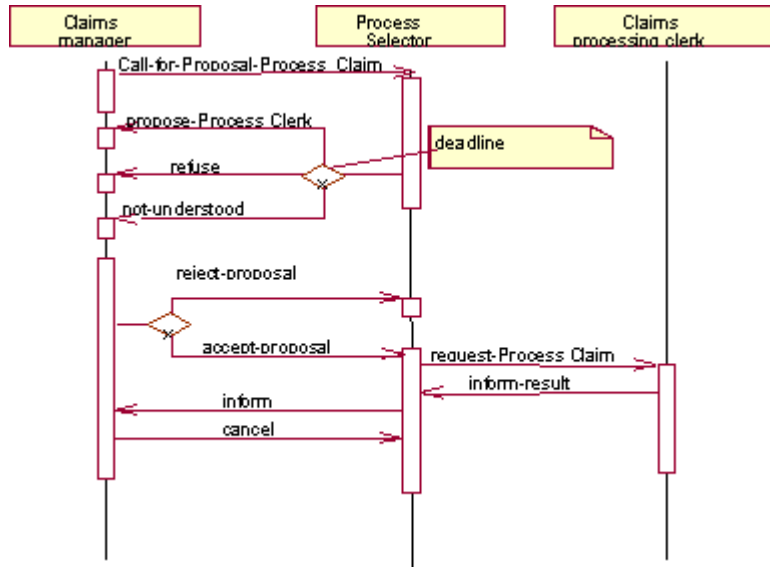 Claims
manager
Process
Selector
Claims
processing clerk
Call-for-Proposal-Process Claim
propose-Process Clerk
deadline
refuse
not-understood
reject-proposal
accept-proposal
request-Process Claim
inform-result
inform
cancel